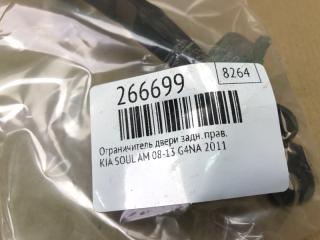 266699
8264
Ограничитель двери задн. прав.
KIA SOUL AM 08-13 G4NA 2011